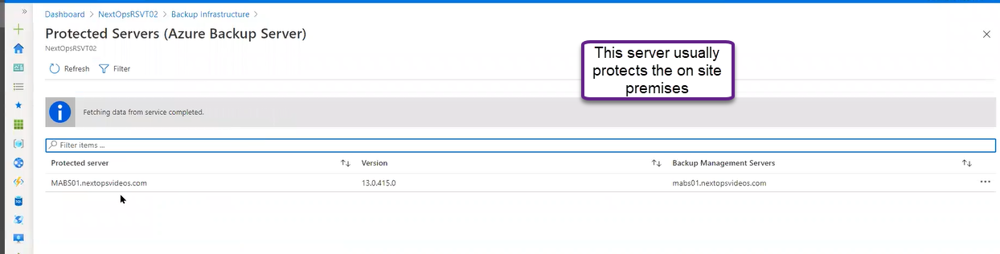 Dashboard > NextOpsRSVT02 > Backup Infrastructure >
Protected Servers (Azure Backup Server)
NextOpsRSVT02
Refresh Filter
This server usually
protects the on site
premises
Fetching data from service completed.
Filter items ...
Protected server Version Backup Management Servers
MABS01.nextopsvideos.com 13.0.415.0 mabs01.nextopsvideos.com